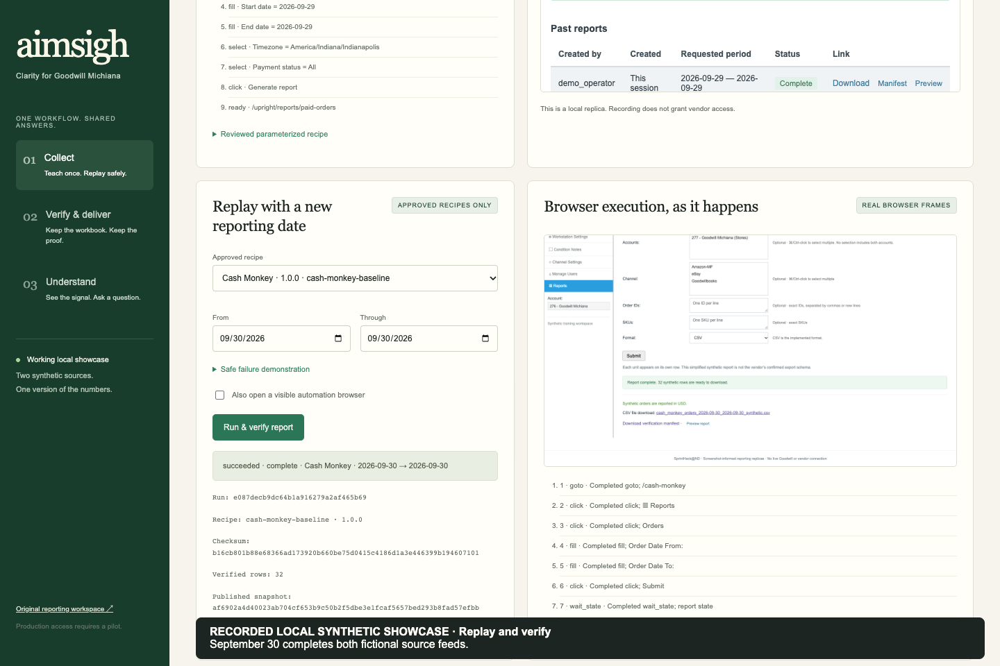 aimsigh
Clarity for Goodwill Michiana
ONE WORKFLOW. SHARED
ANSWERS.
01
Collect
Teach once. Replay safely.
02
Verify & deliver
Keep the workbook. Keep the
proof.
03
Understand
See the signal. Ask a question.
Working local showcase
Two synthetic sources.
One version of the numbers.
Original reporting workspace ↗
Production access requires a pilot.
4. fill · Start date = 2026-09-29
5. fill · End date = 2026-09-29
6. select · Timezone = America/Indiana/Indianapolis
7. select · Payment status = All
8. click · Generate report
9. ready · /upright/reports/paid-orders
Reviewed parameterized recipe
Past reports
Created by Created Requested period Status Link
demo_operator This session 2026-09-29 — 2026-09-29 Complete Download Manifest Preview
This is a local replica. Recording does not grant vendor access.
Replay with a new
reporting date
APPROVED RECIPES ONLY
Approved recipe
Cash Monkey · 1.0.0 · cash-monkey-baseline
From Through
09/30/2026 09/30/2026
Safe failure demonstration
Also open a visible automation browser
Run & verify report
succeeded · complete · Cash Monkey · 2026-09-30 → 2026-09-30
Run: e087decb9dc64b1a916279a2af465b69
Recipe: cash-monkey-baseline · 1.0.0
Checksum:
b16cb801b88e68366ad173920b660be75d0415c4186d1a3e446399b194607101
Verified rows: 32
Published snapshot:
af6902a4d40023ab704cf653b9c50b2f5dbe3e1fcaf5657bed293b8fad57efbb
Browser execution, as it happens
REAL BROWSER FRAMES
Workstation Settings
Condition Notes
Channel Settings
Manage Users
Reports
Account:
276 - Goodwill Michiana
Synthetic training workspace
Accounts: 277 - Goodwill Michiana (Stores) Optional · ⌘/Ctrl-click to select multiple. No selection includes both accounts.
Amazon-MF
eBay
Channel: Goodwillbooks Optional · ⌘/Ctrl-click to select multiple
Order IDs: One ID per line Optional · exact IDs, separated by commas or new lines
SKUs: One SKU per line Optional · exact SKUs
Format: CSV CSV is the implemented format.
Submit
Each unit appears on its own row. This simplified synthetic report is not the vendor's confirmed export schema.
Report complete. 32 synthetic rows are ready to download.
Synthetic orders are reported in USD.
CSV file download: cash_monkey_orders_2026-09-30_2026-09-30_synthetic.csv
Download verification manifest · Preview report
SprintHack@ND · Screenshot-informed reporting replicas · No live Goodwill or vendor connection
1. 1 · goto · Completed goto; /cash-monkey
2. 2 · click · Completed click; ▥ Reports
3. 3 · click · Completed click; Orders
4. 4 · fill · Completed fill; Order Date From:
5. 5 · fill · Completed fill; Order Date To:
6. 6 · click · Completed click; Submit
7. 7 · wait_state · Completed wait_state; report state
RECORDED LOCAL SYNTHETIC SHOWCASE · Replay and verify
September 30 completes both fictional source feeds.